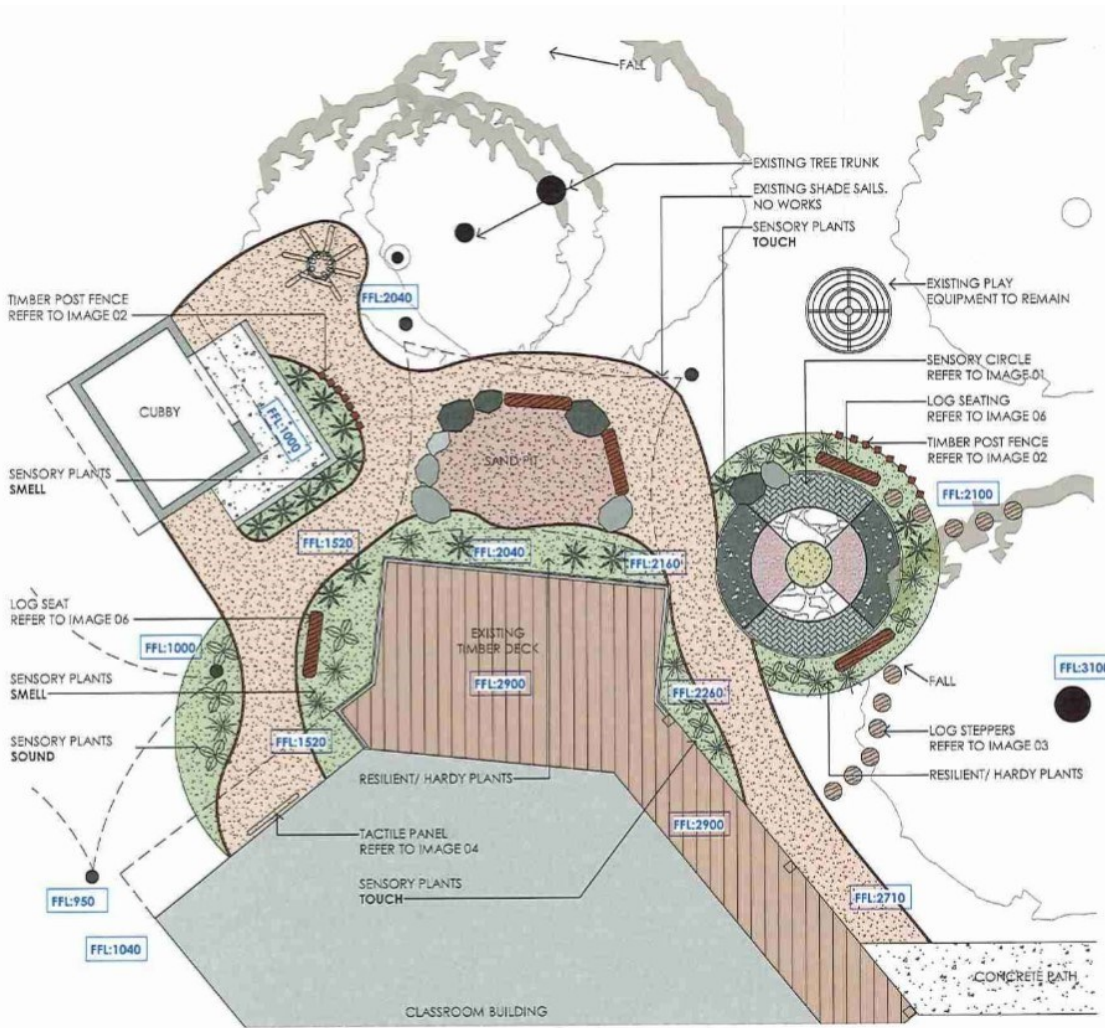 FALL
EXISTING TREE TRUNK
EXISTING SHADE SAILS.
NO WORKS
SENSORY PLANTS
TOUCH
TIMBER POST FENCE
REFER TO IMAGE 02
FFL:2040
EXISTING PLAY
EQUIPMENT TO REMAIN
SENSORY CIRCLE
REFER TO IMAGE 01
LOG SEATING
REFER TO IMAGE 06
TIMBER POST FENCE
REFER TO IMAGE 02
CUBBY
FFL:1000
SAND PIT
SENSORY PLANTS
SMELL
FFL:2100
FFL:1520
FFL:2040
FFL:2160
LOG SEAT
REFER TO IMAGE 06
FFL:1000
EXISTING
TIMBER DECK
FFL:2900
FFL:2260
FFL:3100
FALL
SENSORY PLANTS
SMELL
SENSORY PLANTS
SOUND
FFL:1520
LOG STEPPERS
REFER TO IMAGE 03
RESILIENT/ HARDY PLANTS
RESILIENT/ HARDY PLANTS
FFL:2900
TACTILE PANEL
REFER TO IMAGE 04
SENSORY PLANTS
TOUCH
FFL:950
FFL:2710
FFL:1040
CONCRETE PATH
CLASSROOM BUILDING